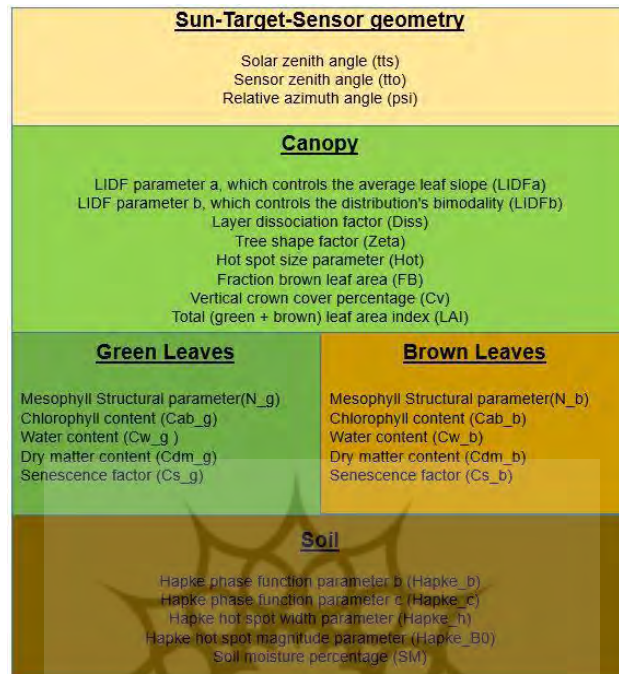 Sun-Target-Sensor geometry
Solar zenith angle (tts)
Sensor zenith angle (tto)
Relative azimuth angle (psi)
Canopy
LIDF parameter a, which controls the average leaf slope (LIDFa)
LIDF parameter b, which controls the distribution's bimodality (LIDFb)
Layer dissociation factor (Diss)
Tree shape factor (Zeta)
Hot spot size parameter (Hot)
Fraction brown leaf area (FB)
Vertical crown cover percentage (Cv)
Total (green + brown) leaf area index (LAI)
Green Leaves
Mesophyll Structural parameter(N_g)
Chlorophyll content (Cab_g)
Water content (Cw_g )
Dry matter content (Cdm_g)
Senescence factor (Cs_g)
Brown Leaves
Mesophyll Structural parameter(N_b)
Chlorophyll content (Cab_b)
Water content (Cw_b)
Dry matter content (Cdm_b)
Senescence factor (Cs_b)
Soil
Hapke phase function parameter b (Hapke_b)
Hapke phase function parameter c (Hapke_c)
Hapke hot spot width parameter (Hapke_h)
Hapke hot spot magnitude parameter (Hapke_B0)
Soil moisture percentage (SM)